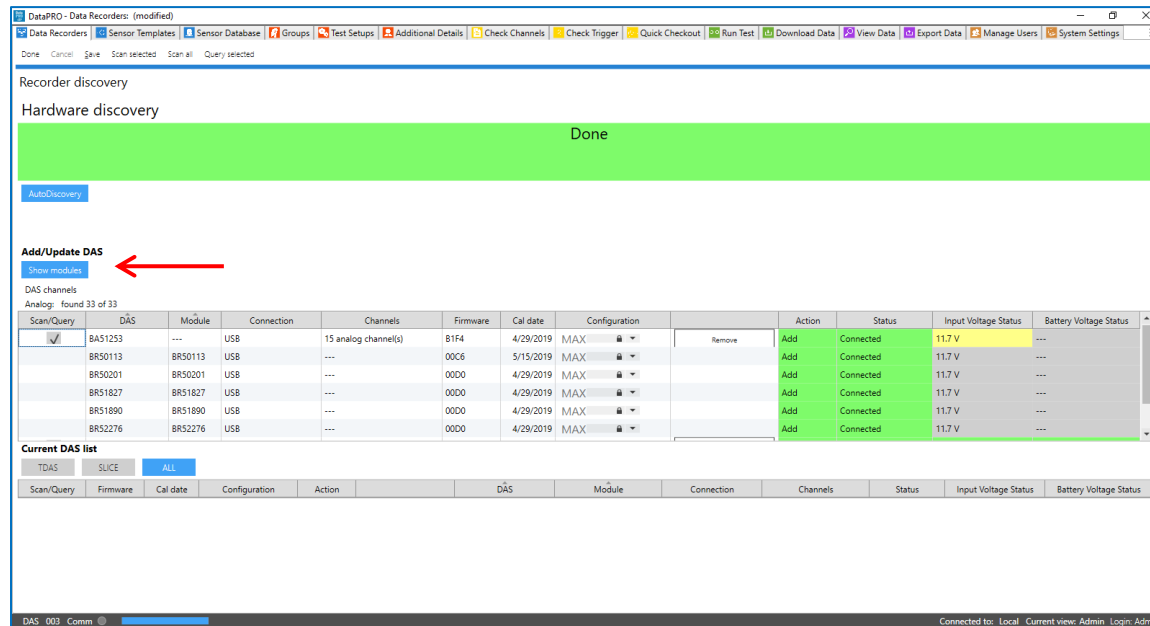 DataPRO - Data Recorders: (modified)
Data Recorders Sensor Templates Sensor Database Groups Test Setups Additional Details Check Channels Check Trigger Quick Checkout Run Test Download Data View Data Export Data Manage Users System Settings
Done Cancel Save Scan selected Scan all Query selected
Recorder discovery
Hardware discovery
Done
AutoDiscovery
Add/Update DAS
Show modules
DAS channels
Analog: found 33 of 33
Scan/Query DAS Module Connection Channels Firmware Cal date Configuration Action Status Input Voltage Status Battery Voltage Status
BA51253 --- USB 15 analog channel(s) B1F4 4/29/2019 MAX Remove Add Connected 11.7 V ---
BR50113 BR50113 USB --- 00C6 5/15/2019 MAX Add Connected 11.7 V ---
BR50201 BR50201 USB --- 00D0 4/29/2019 MAX Add Connected 11.7 V ---
BR51827 BR51827 USB --- 00D0 4/29/2019 MAX Add Connected 11.7 V ---
BR51890 BR51890 USB --- 00D0 4/29/2019 MAX Add Connected 11.7 V ---
BR52276 BR52276 USB --- 00D0 4/29/2019 MAX Add Connected 11.7 V ---
Current DAS list
TDAS SLICE ALL
Scan/Query Firmware Cal date Configuration Action DAS Module Connection Channels Status Input Voltage Status Battery Voltage Status
DAS 003 Comm Connected to: Local Current view: Admin Login: